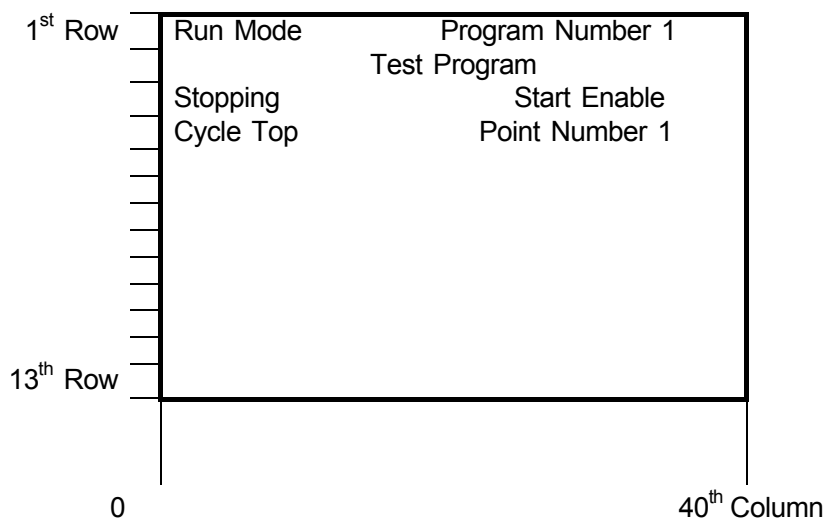 1st Row
Run Mode Program Number 1
Test Program
Stopping Start Enable
Cycle Top Point Number 1
13th Row
0 40th Column